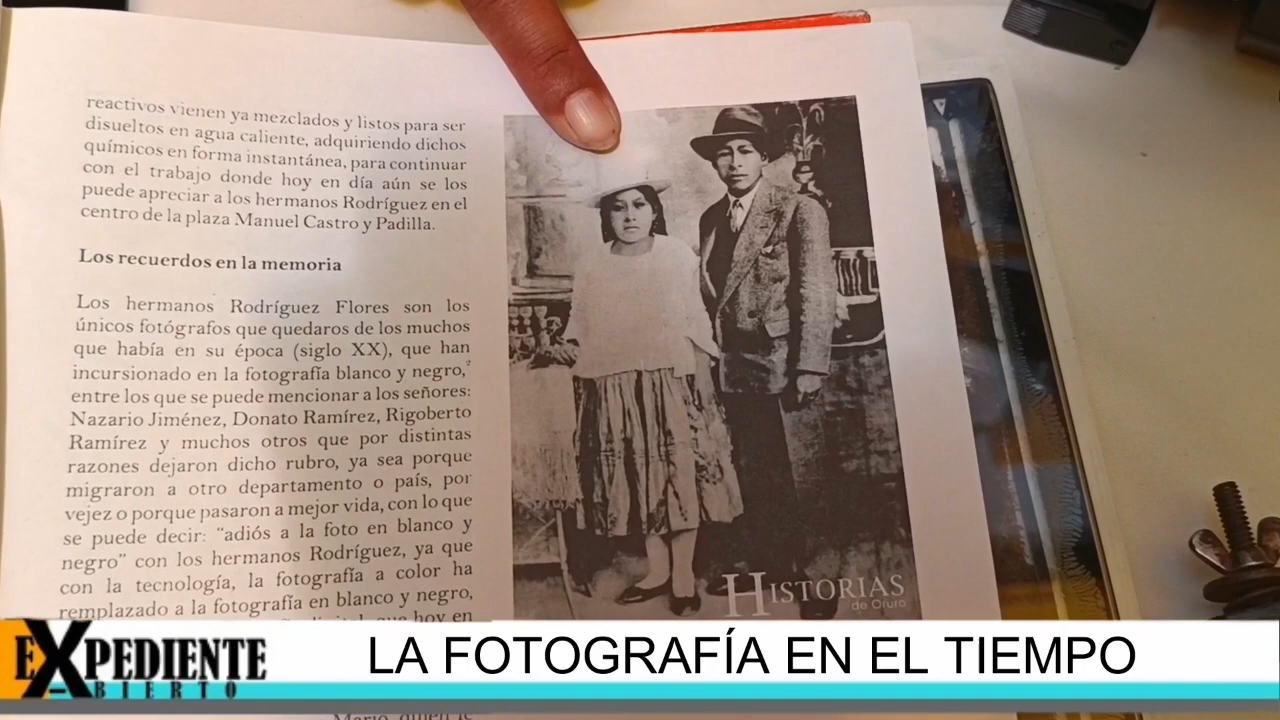 reactivos vienen ya mezclados y listos para ser
disueltos en agua caliente, adquiriendo dichos
químicos en forma instantánea, para continuar
con el trabajo donde hoy en día aún se los
puede apreciar a los hermanos Rodríguez en el
centro de la plaza Manuel Castro y Padilla.
Los recuerdos en la memoria
Los hermanos Rodríguez Flores son los
únicos fotógrafos que quedaros de los muchos
que había en su época (siglo XX), que han
incursionado en la fotografía blanco y negro,²
entre los que se puede mencionar a los señores:
Nazario Jiménez, Donato Ramírez, Rigoberto
Ramírez y muchos otros que por distintas
razones dejaron dicho rubro, ya sea porque
migraron a otro departamento o país, por
vejez o porque pasaron a mejor vida, con lo que
se puede decir: "adiós a la foto en blanco y
negro" con los hermanos Rodríguez, ya que
con la tecnología, la fotografía a color ha
remplazado a la fotografía en blanco y negro,
que hoy en
HISTORIAS
de Oruro
EXPEDIENTE
ABIERTO
LA FOTOGRAFÍA EN EL TIEMPO